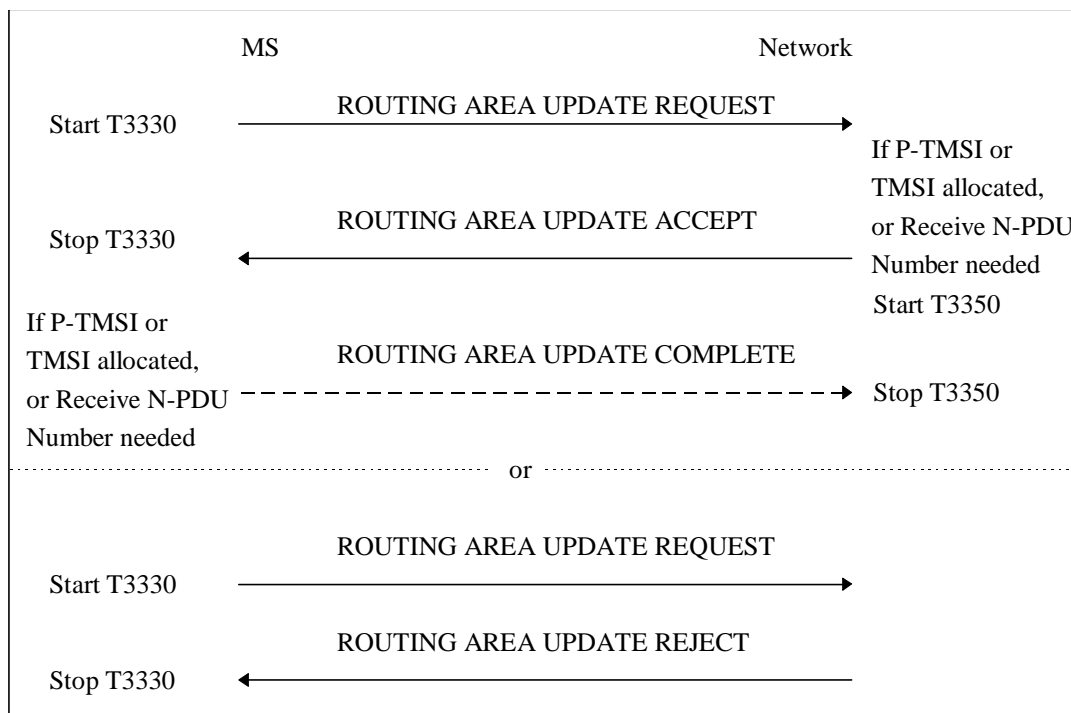 MS
Network
ROUTING AREA UPDATE REQUEST
Start T3330
If P-TMSI or
TMSI allocated,
or Receive N-PDU
Number needed
Start T3350
ROUTING AREA UPDATE ACCEPT
Stop T3330
If P-TMSI or
TMSI allocated,
or Receive N-PDU
Number needed
ROUTING AREA UPDATE COMPLETE
Stop T3350
or
ROUTING AREA UPDATE REQUEST
Start T3330
ROUTING AREA UPDATE REJECT
Stop T3330